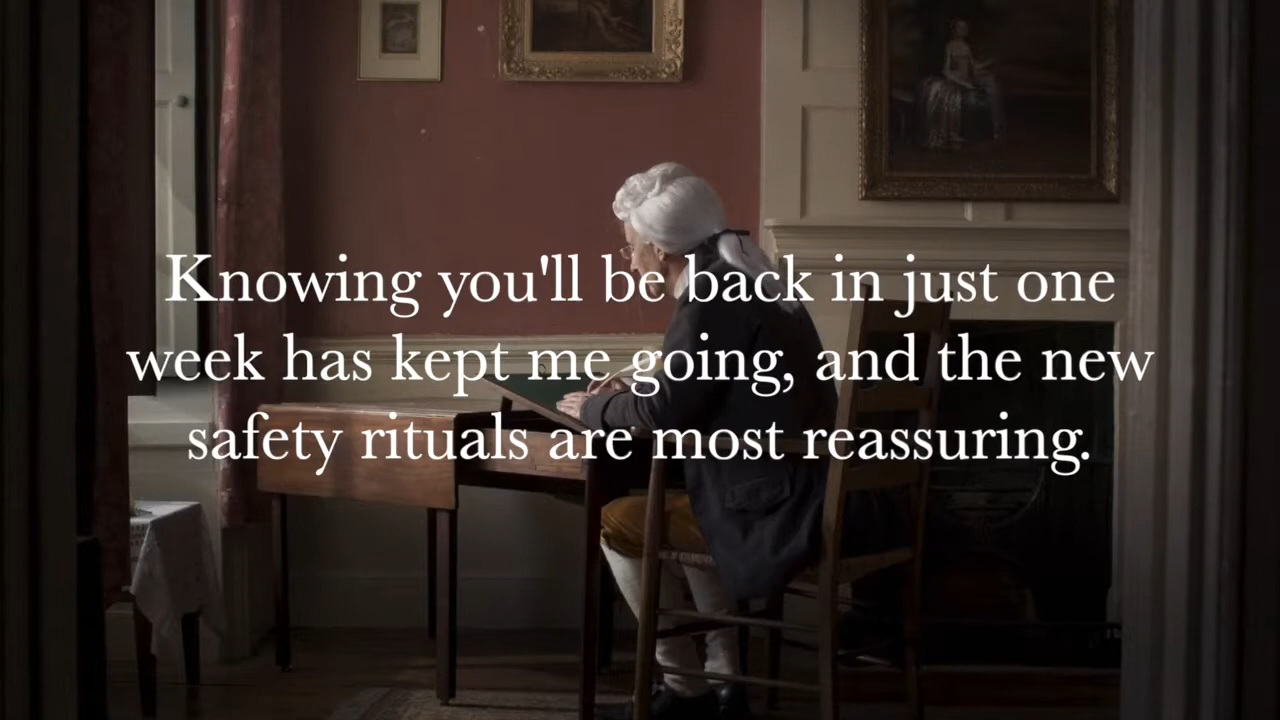 Knowing you'll be back in just one
week has kept me going, and the new
safety rituals are most reassuring.